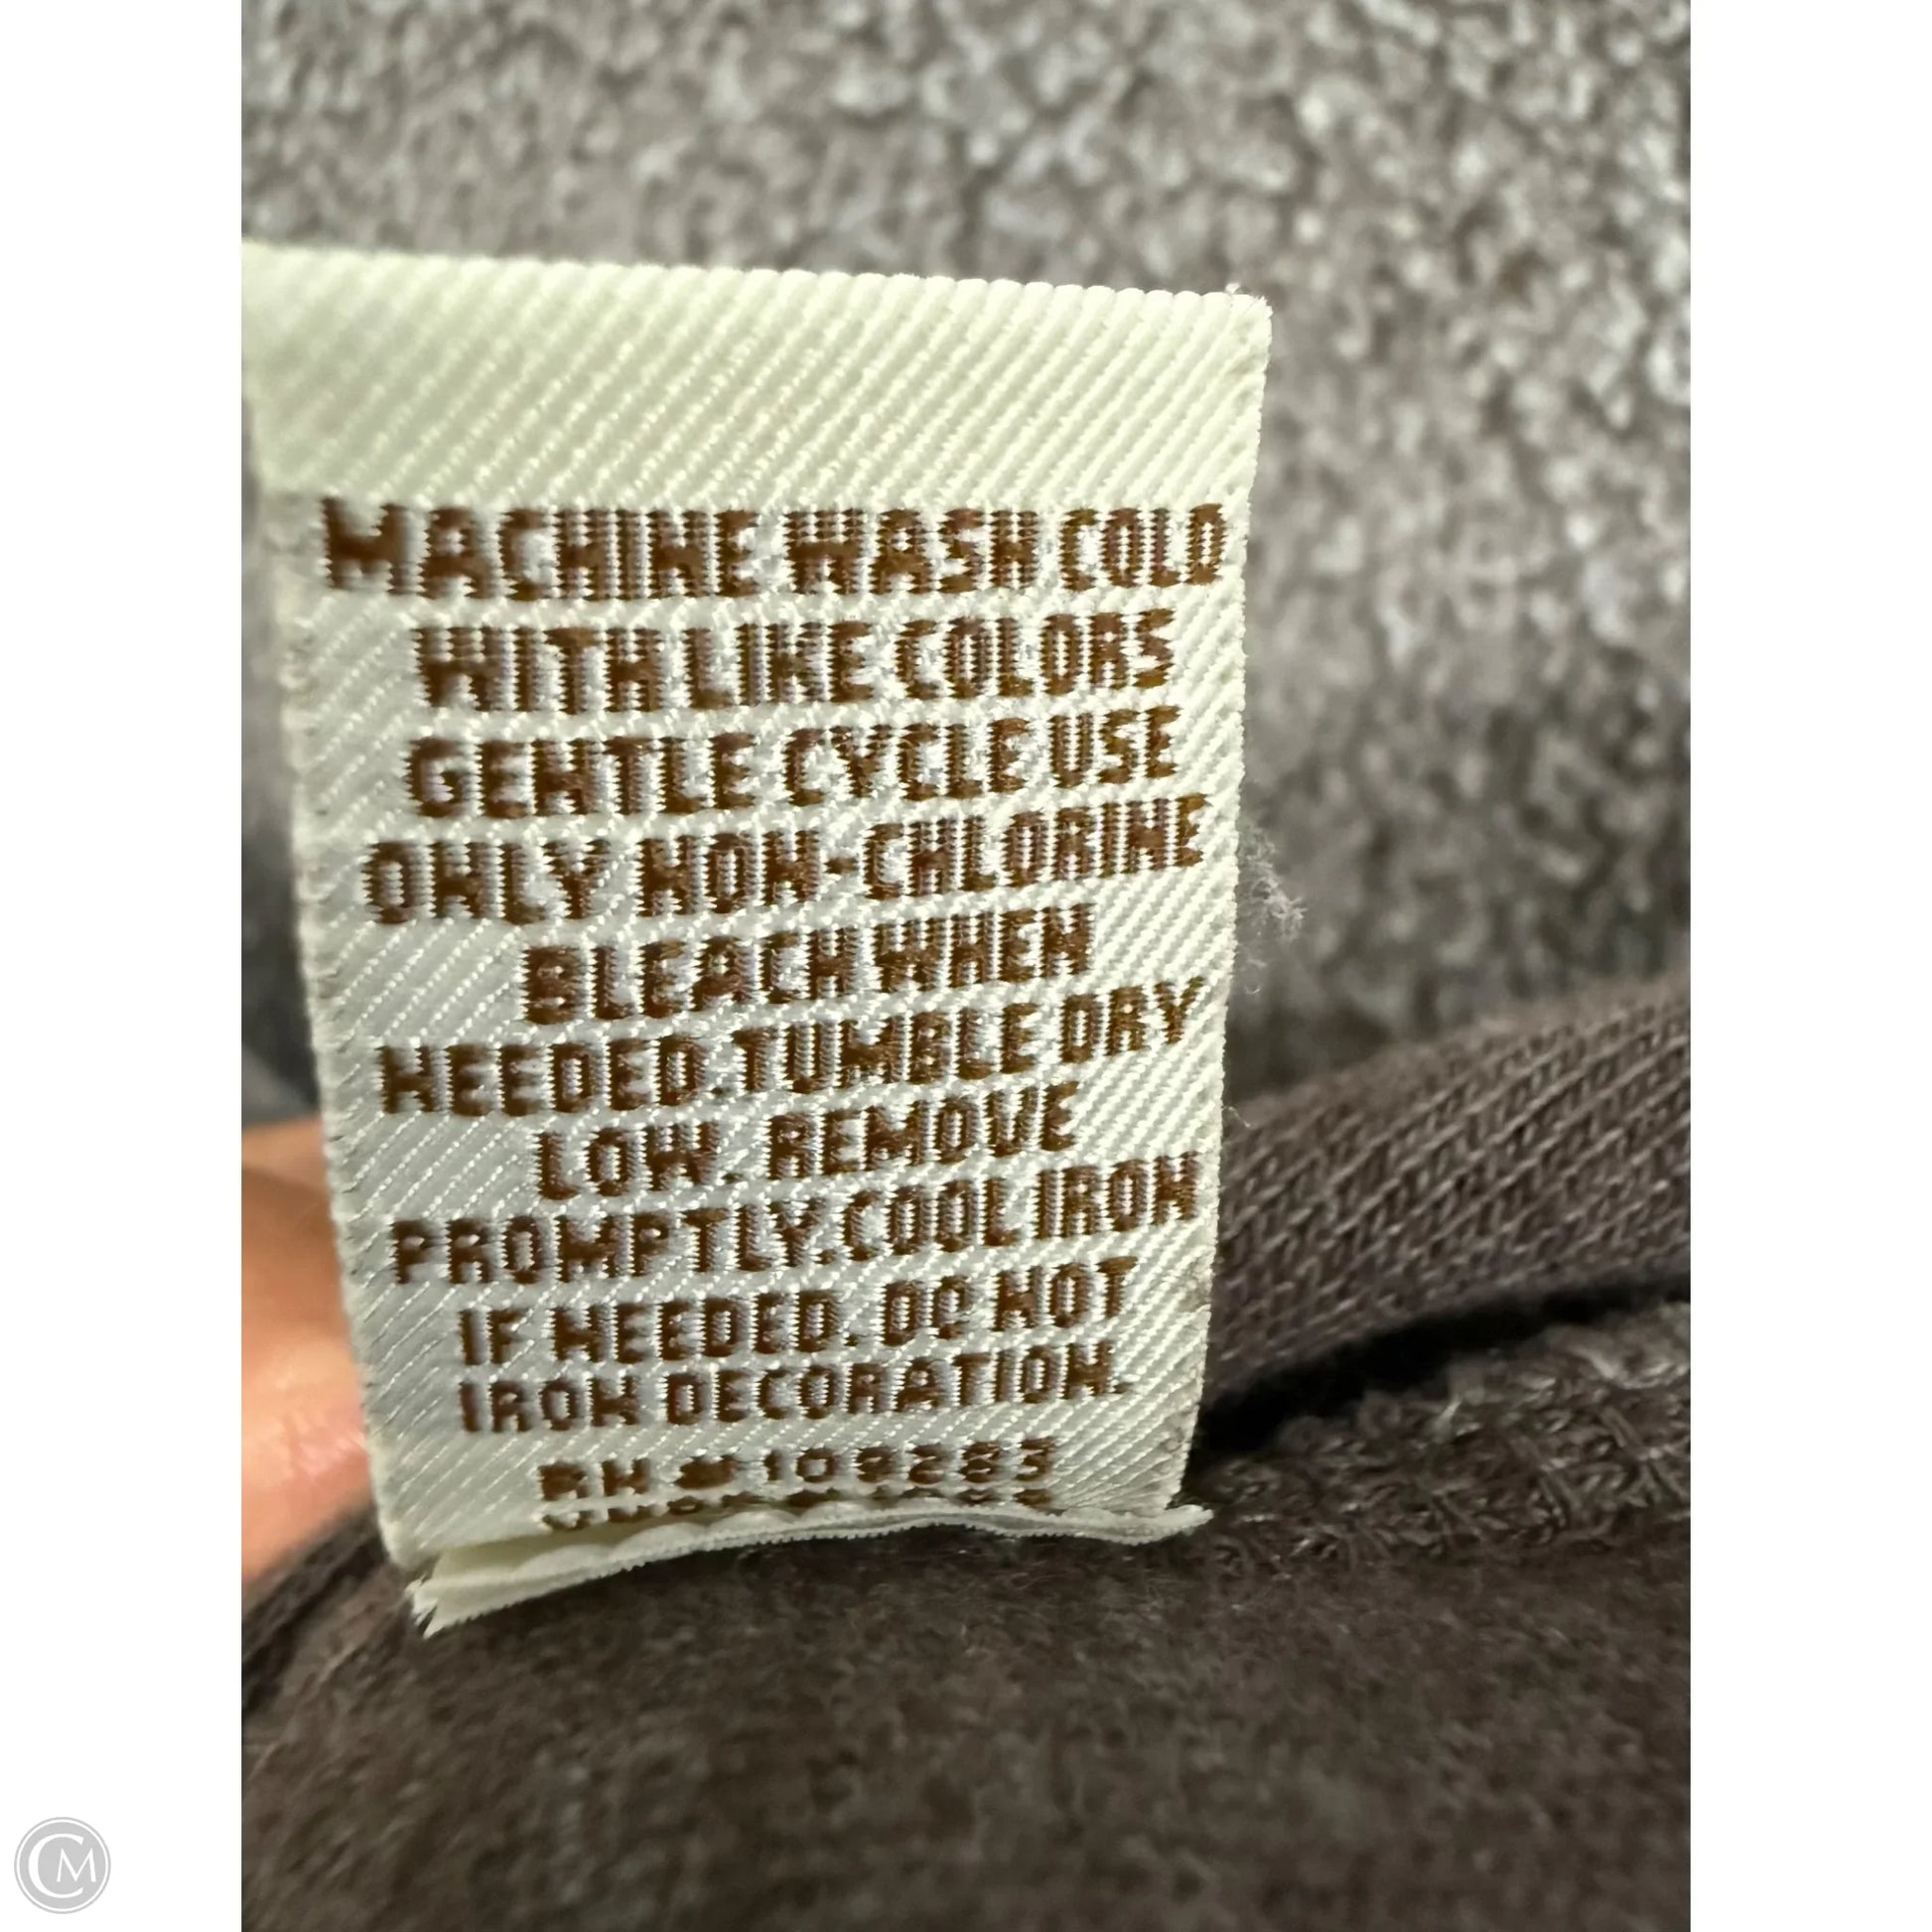 MACHINE WASH COLD
WITH LIKE COLORS
GENTLE CYCLE USE
ONLY NON-CHLORINE
BLEACH WHEN
NEEDED.TUMBLE DRY
LOW. REMOVE
PROMPTLY.COOL IRON
IF NEEDED. DO NOT
IRON DECORATION.
RN # 109283
CM